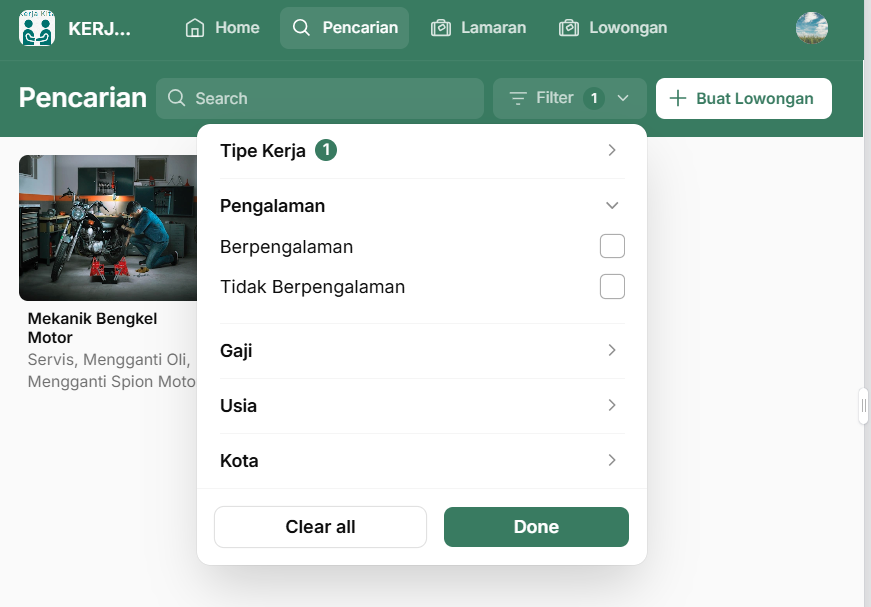 Kerja Kita
KERJ...
Home
Pencarian
Lamaran
Lowongan
Pencarian
Search
Filter 1
Buat Lowongan
Tipe Kerja 1
Pengalaman
Berpengalaman
Tidak Berpengalaman
Gaji
Usia
Kota
Clear all
Done
Mekanik Bengkel
Motor
Servis, Mengganti Oli,
Mengganti Spion Moto